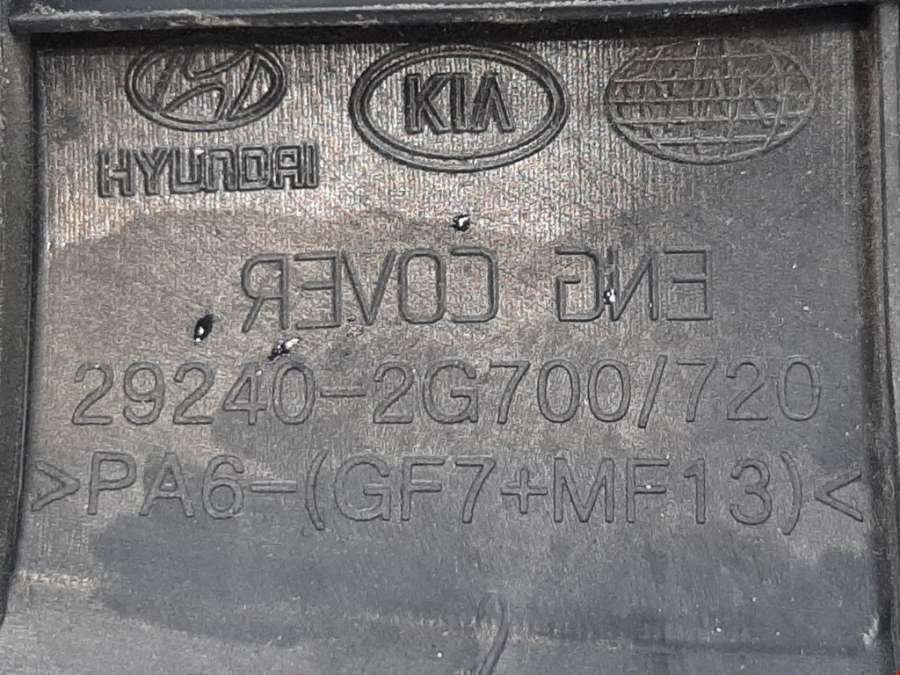 HYUNDAI
KIA
ENG COVER
29240-2G700/720
>PA6-(GF7+MF13)<